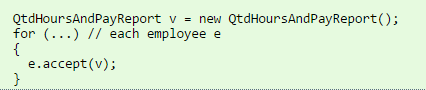 QtdHoursAndPayReport v = new QtdHoursAndPayReport();
for (...) // each employee e
{
  e.accept(v);
}